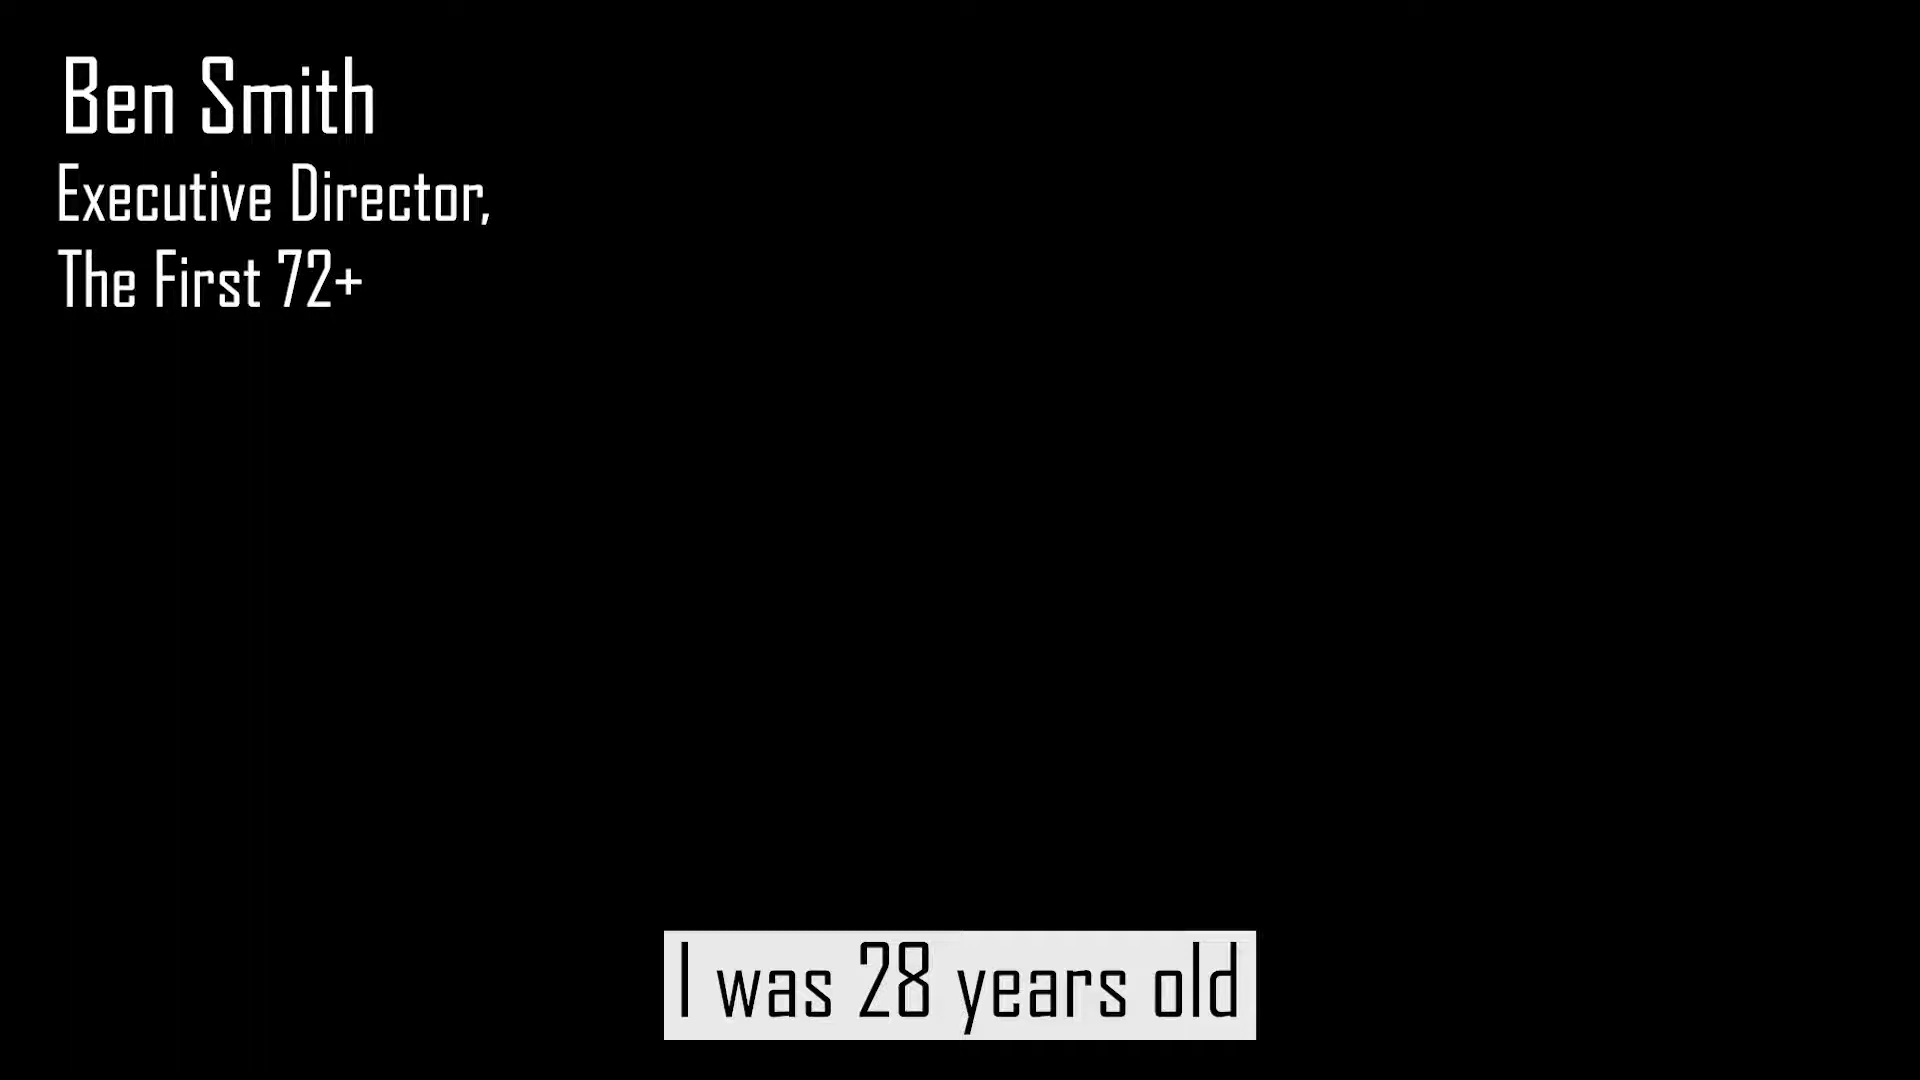 Ben Smith
Executive Director,
The First 72+
I was 28 years old